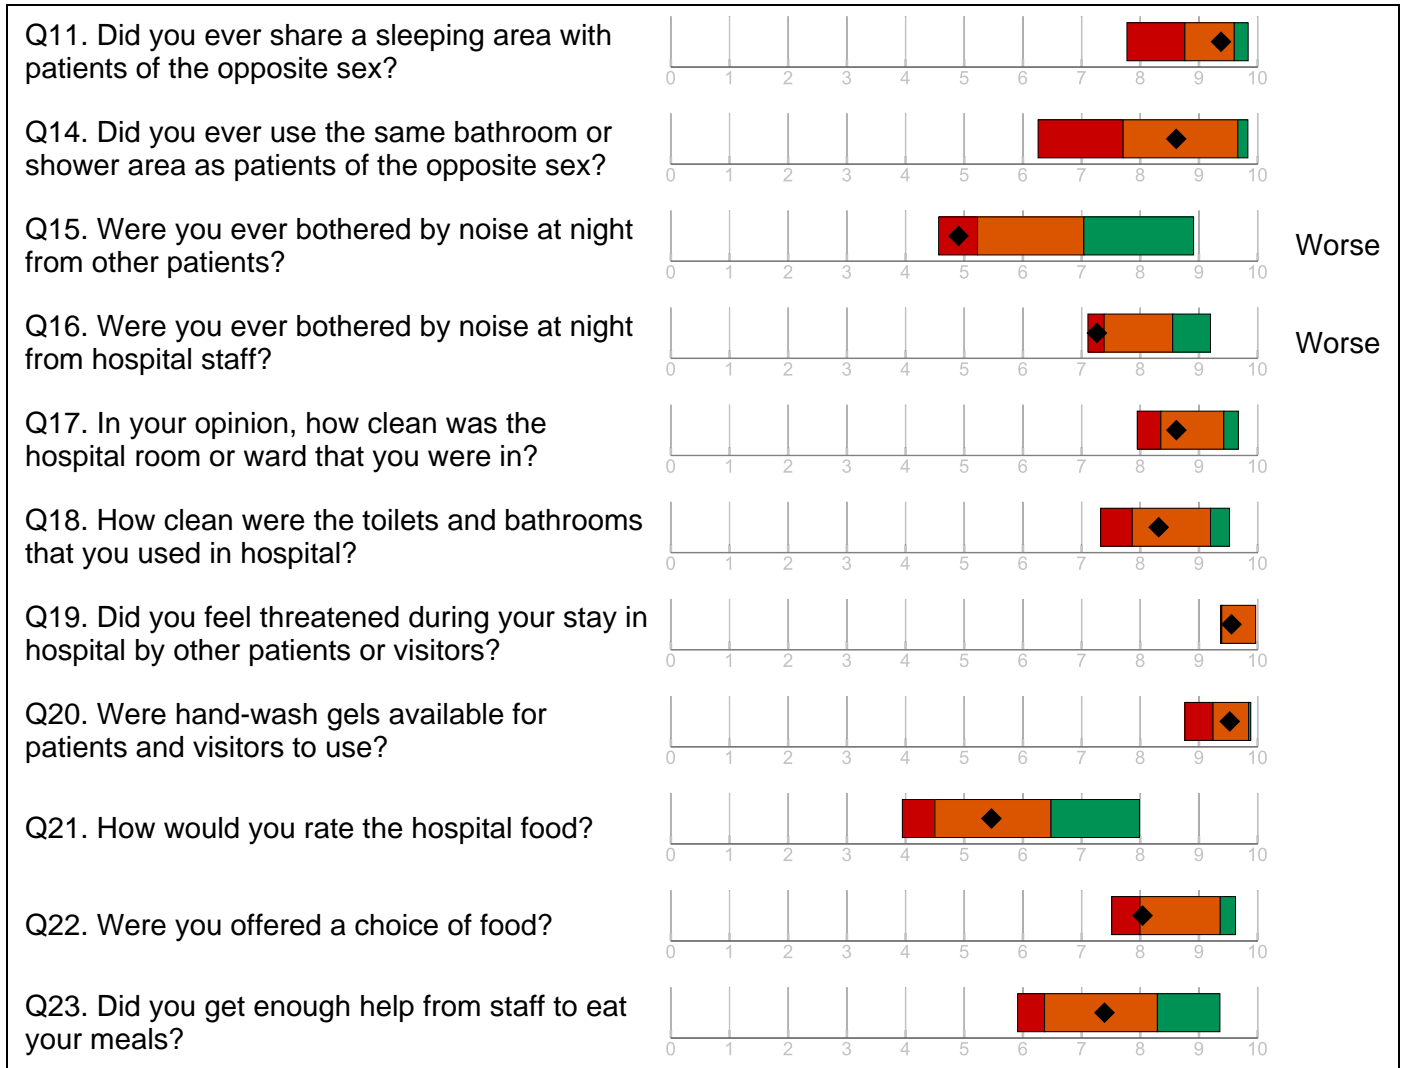 Q11. Did you ever share a sleeping area with
patients of the opposite sex?
0 1 2 3 4 5 6 7 8 9 10
Q14. Did you ever use the same bathroom or
shower area as patients of the opposite sex?
0 1 2 3 4 5 6 7 8 9 10
Q15. Were you ever bothered by noise at night
from other patients?
Worse
0 1 2 3 4 5 6 7 8 9 10
Q16. Were you ever bothered by noise at night
from hospital staff?
Worse
0 1 2 3 4 5 6 7 8 9 10
Q17. In your opinion, how clean was the
hospital room or ward that you were in?
0 1 2 3 4 5 6 7 8 9 10
Q18. How clean were the toilets and bathrooms
that you used in hospital?
0 1 2 3 4 5 6 7 8 9 10
Q19. Did you feel threatened during your stay in
hospital by other patients or visitors?
0 1 2 3 4 5 6 7 8 9 10
Q20. Were hand-wash gels available for
patients and visitors to use?
0 1 2 3 4 5 6 7 8 9 10
Q21. How would you rate the hospital food?
0 1 2 3 4 5 6 7 8 9 10
Q22. Were you offered a choice of food?
0 1 2 3 4 5 6 7 8 9 10
Q23. Did you get enough help from staff to eat
your meals?
0 1 2 3 4 5 6 7 8 9 10